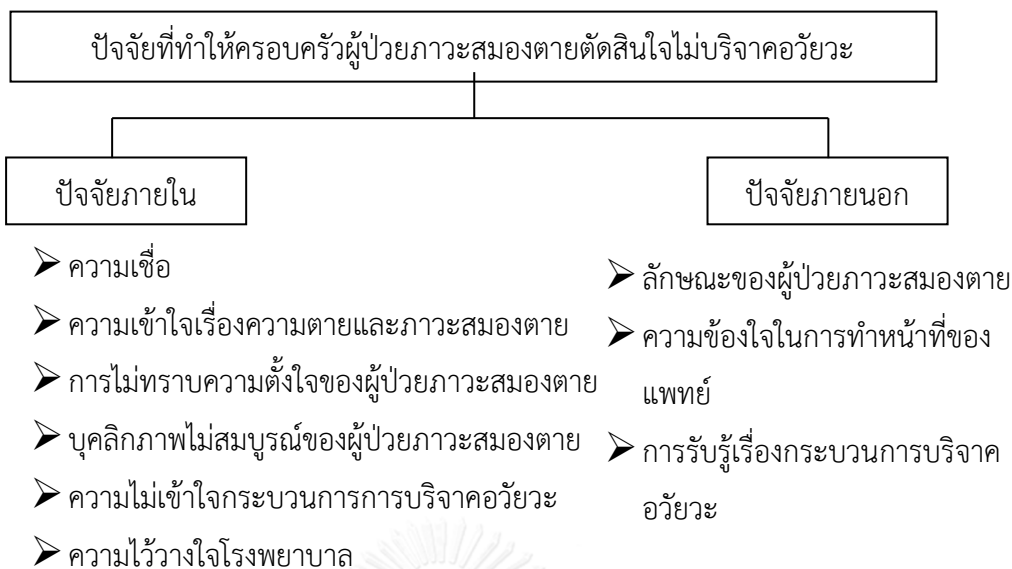 ปัจจัยที่ทำให้ครอบครัวผู้ป่วยภาวะสมองตายตัดสินใจไม่บริจาคอวัยวะ
ปัจจัยภายใน
ความเชื่อ
ความเข้าใจเรื่องความตายและภาวะสมองตาย
การไม่ทราบความตั้งใจของผู้ป่วยภาวะสมองตาย
บุคลิกภาพไม่สมบูรณ์ของผู้ป่วยภาวะสมองตาย
ความไม่เข้าใจกระบวนการการบริจาคอวัยวะ
ความไว้วางใจโรงพยาบาล
ปัจจัยภายนอก
ลักษณะของผู้ป่วยภาวะสมองตาย
ความข้องใจในการทำหน้าที่ของ
แพทย์
การรับรู้เรื่องกระบวนการบริจาค
อวัยวะ